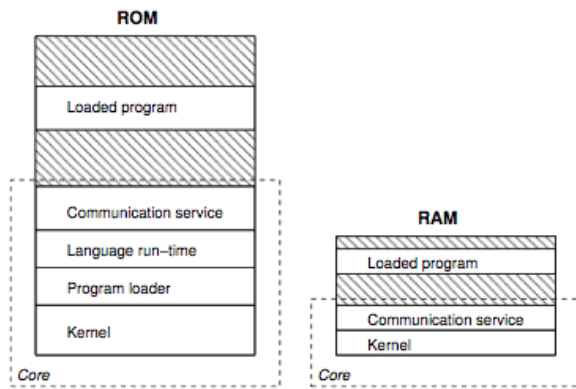 ROM
Loaded program
Communication service
Language run-time
Program loader
Kernel
Core
RAM
Loaded program
Communication service
Kernel
Core